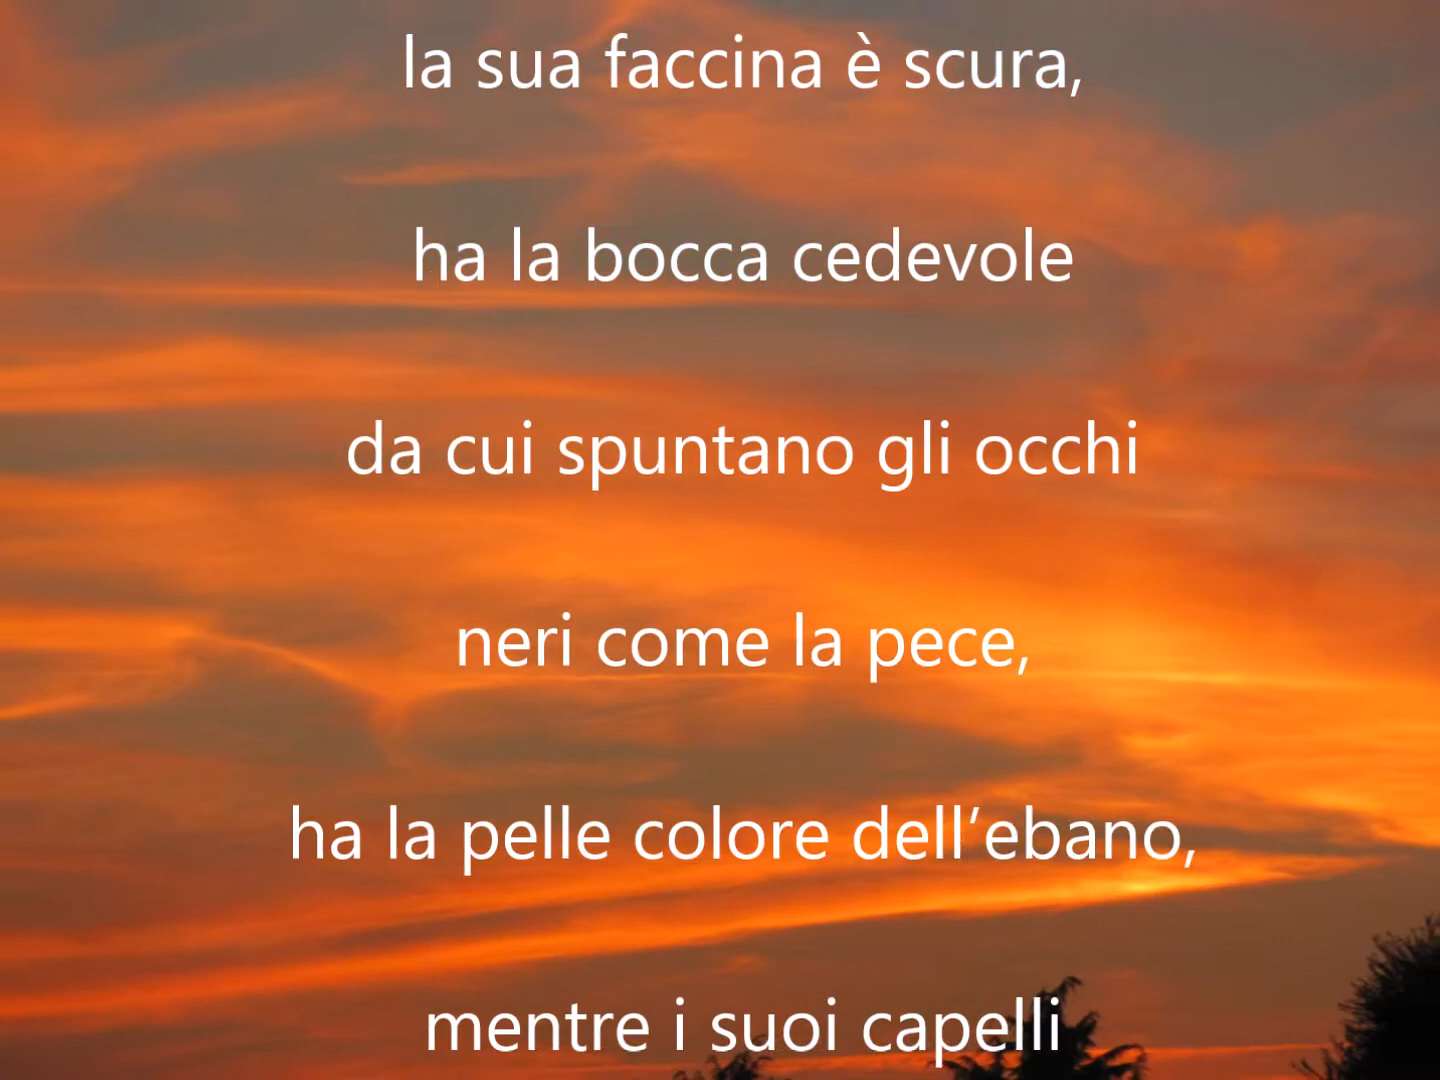 la sua faccina è scura,
ha la bocca cedevole
da cui spuntano gli occhi
neri come la pece,
ha la pelle colore dell’ebano,
mentre i suoi capelli